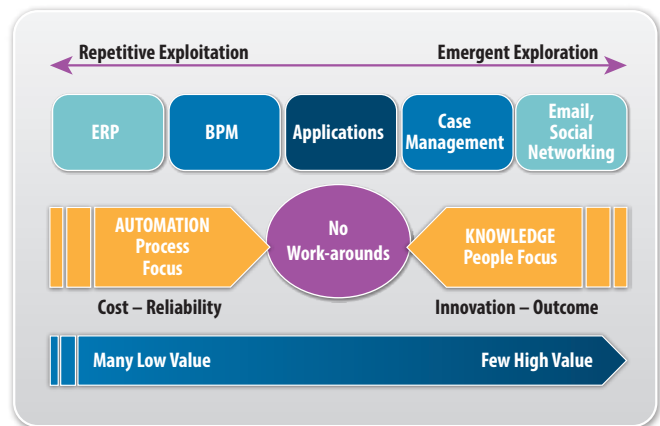 Repetitive Exploitation
Emergent Exploration
ERP
BPM
Applications
Case
Management
Email,
Social
Networking
AUTOMATION
Process
Focus
No
Work-arounds
KNOWLEDGE
People Focus
Cost – Reliability
Innovation – Outcome
Many Low Value
Few High Value